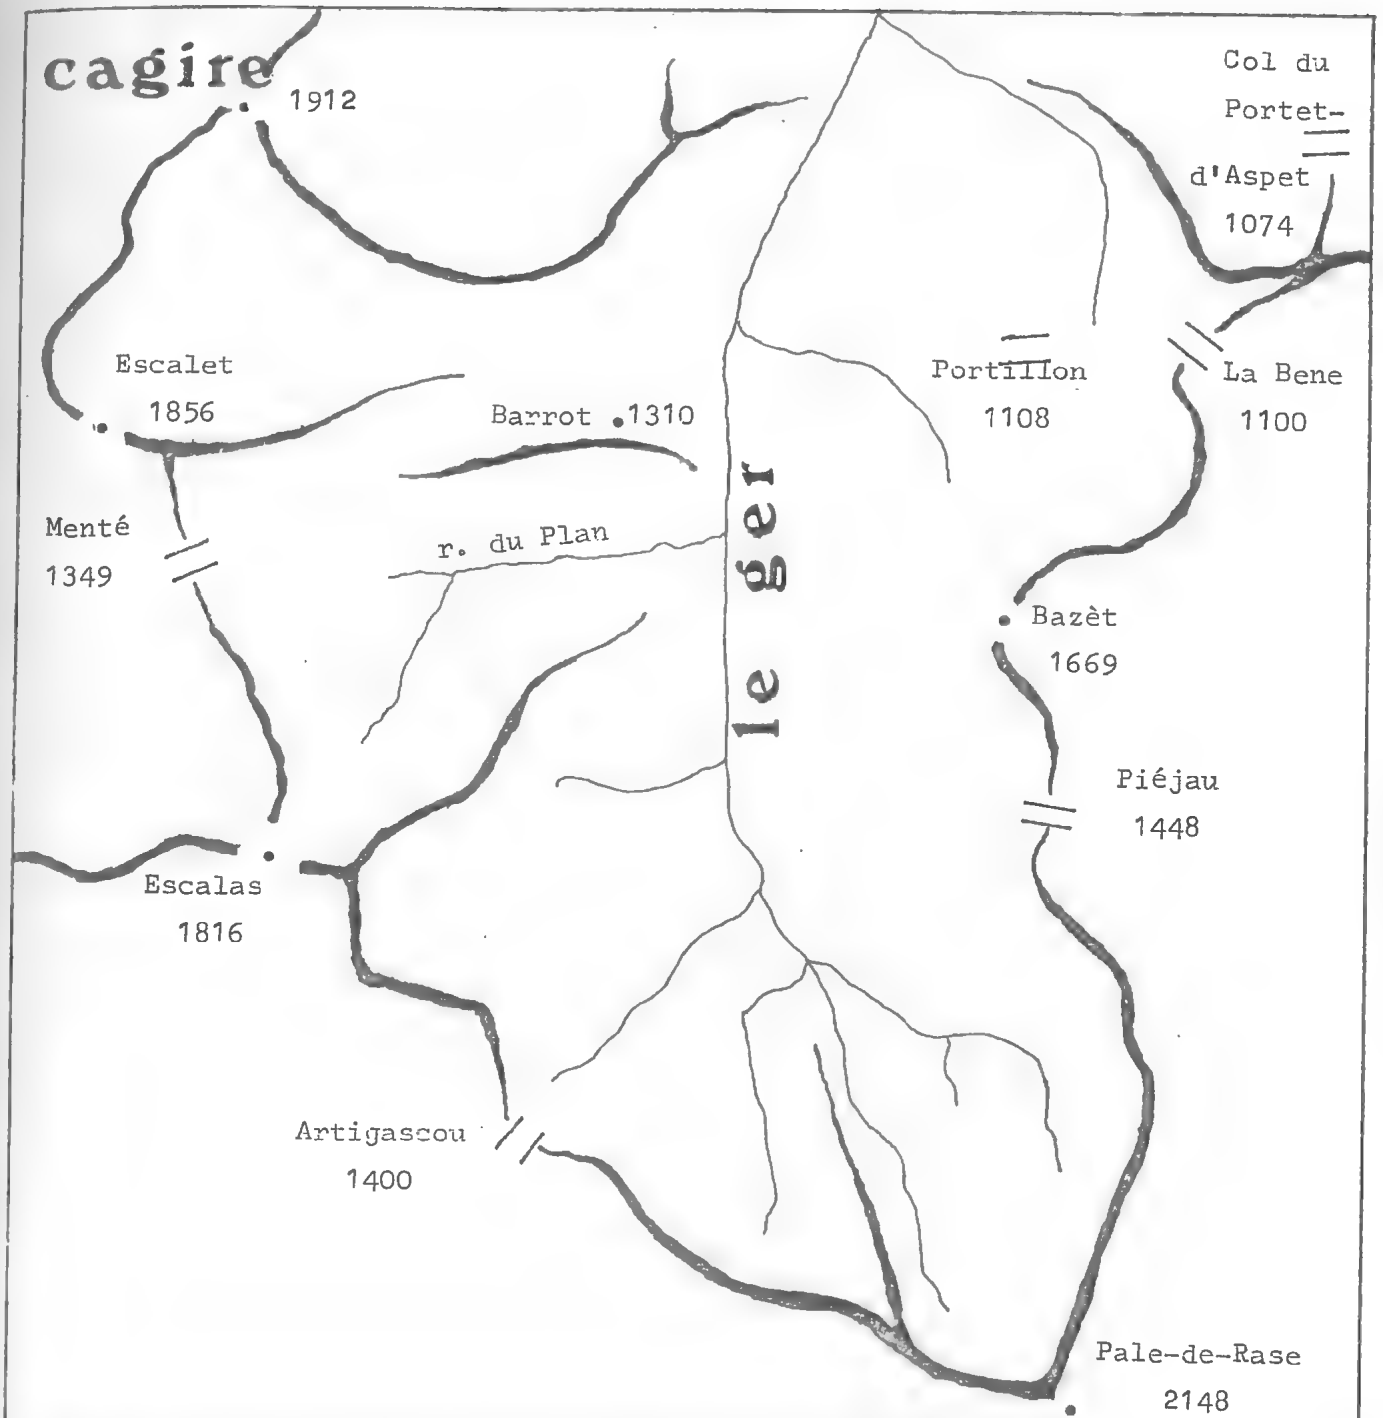 cagire
1912
Col du
Portet-
d'Aspet
1074
Escalet
1856
Barrot .1310
Portillon
1108
La Bene
1100
Menté
1349
r. du Plan
le ger
Bazèt
1669
Piéjau
1448
Escalas
1816
Artigascou
1400
Pale-de-Rase
2148